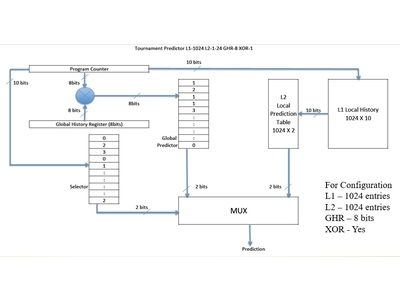 Tournament Predictor L1-1024 L2-1-24 GHR-8 XOR-1
10 bits
Program Counter
10 bits
8bits
8bits
8 bits
Global History Register (8bits)
1
2
1
1
3
Global
Predictor
0
L2
Local
Prediction
Table
1024 X 2
10 bits
L1 Local History
1024 X 10
0
2
3
0
1
Selector
2
2 bits
2 bits
2 bits
MUX
Prediction
For Configuration
L1 – 1024 entries
L2 – 1024 entries
GHR – 8 bits
XOR - Yes